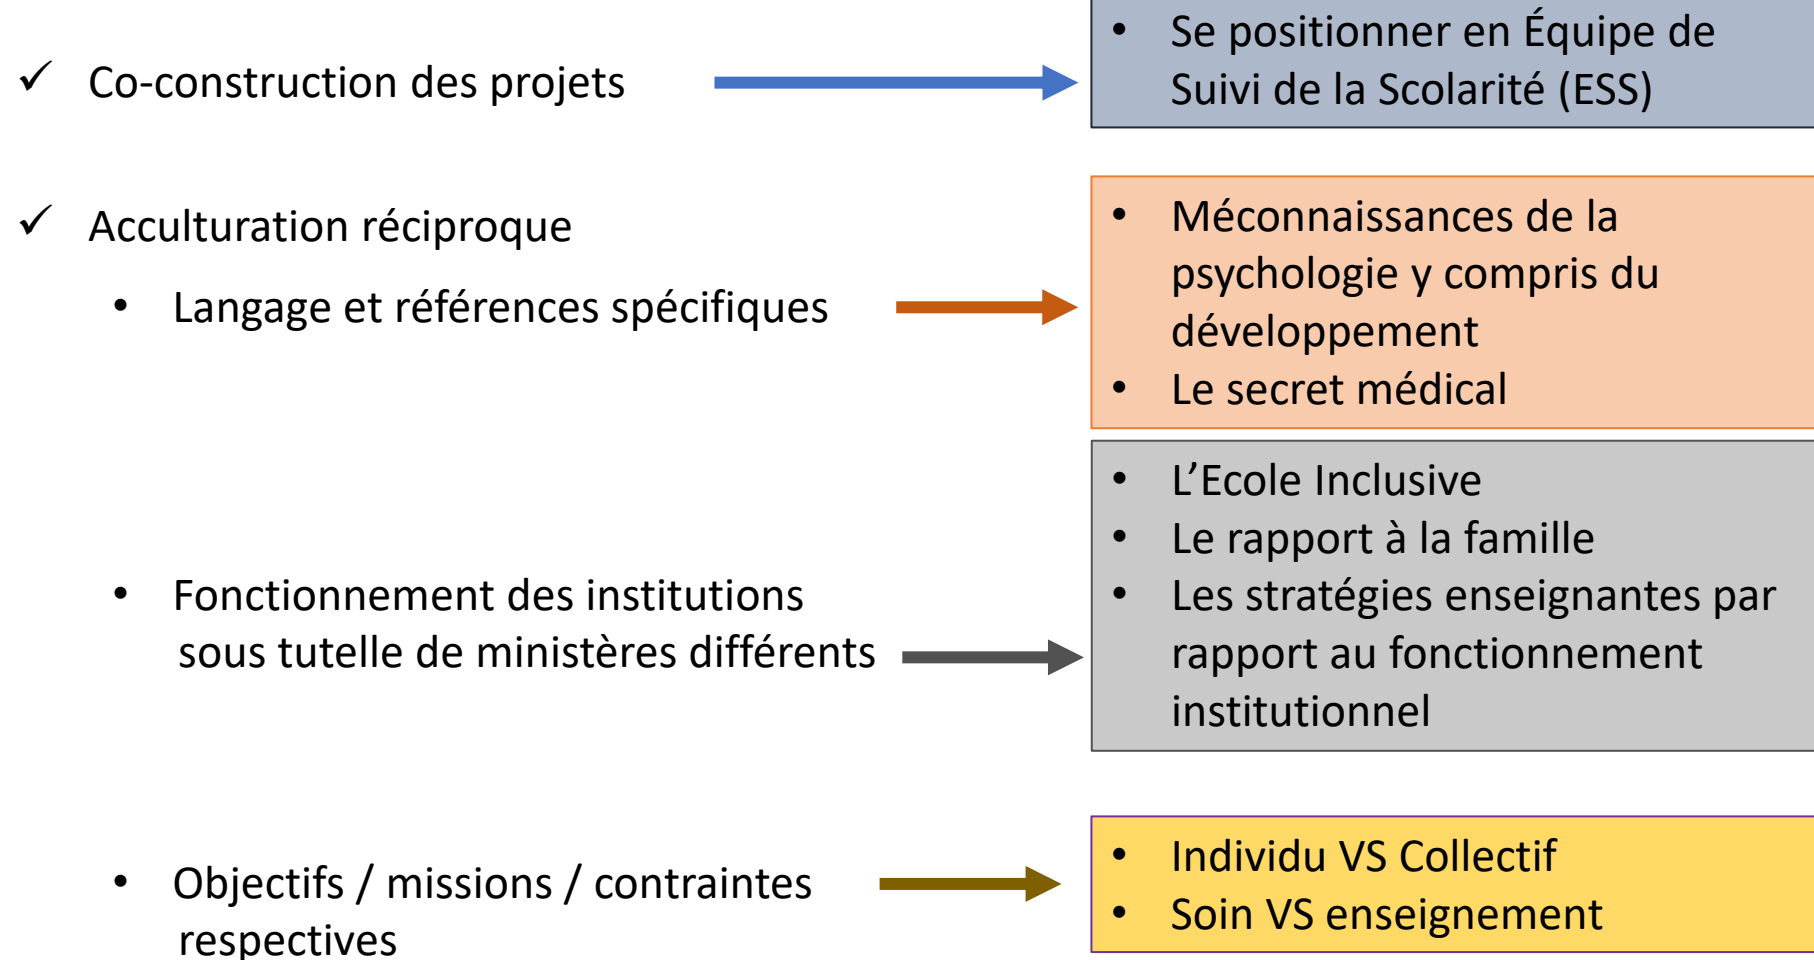 ✓ Co-construction des projets
• Se positionner en Équipe de
Suivi de la Scolarité (ESS)
✓ Acculturation réciproque
• Langage et références spécifiques
• Méconnaissances de la
psychologie y compris du
développement
• Le secret médical
• Fonctionnement des institutions
sous tutelle de ministères différents
• L’Ecole Inclusive
• Le rapport à la famille
• Les stratégies enseignantes par
rapport au fonctionnement
institutionnel
• Objectifs / missions / contraintes
respectives
• Individu VS Collectif
• Soin VS enseignement